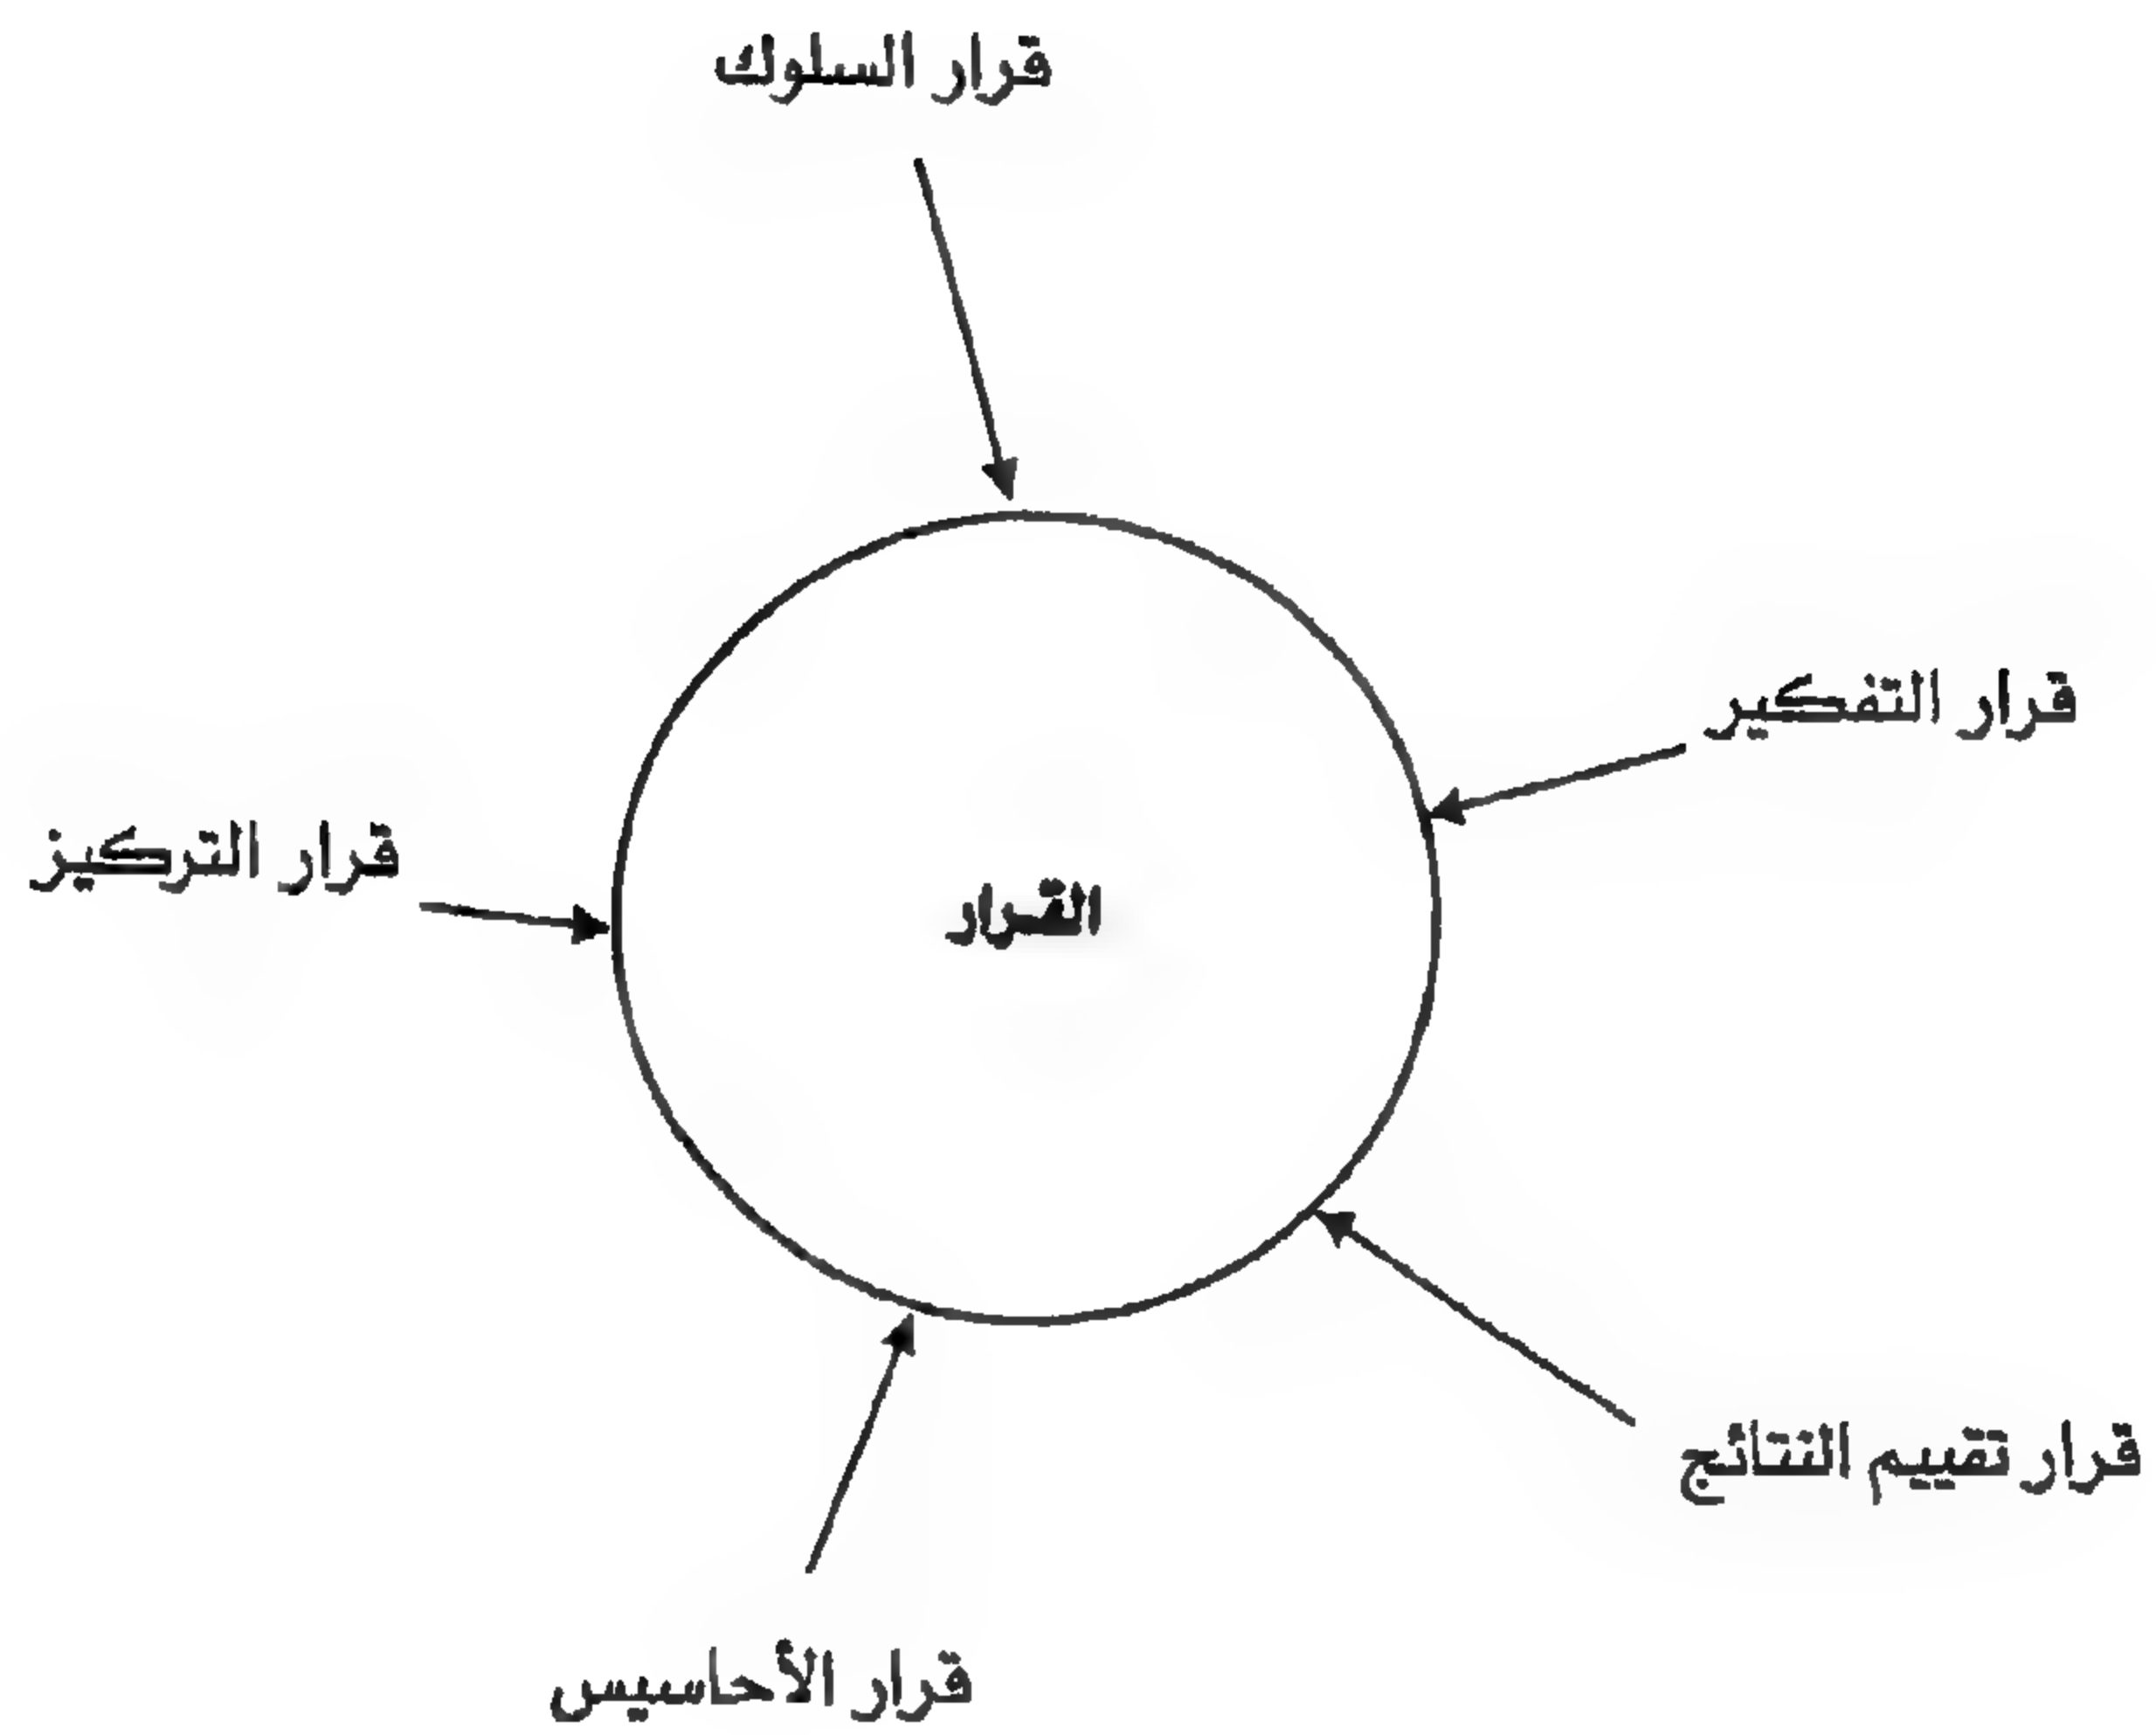 قرار السلوك
قرار التفكير
قرار التركيز
القرار
قرار تقييم النتائج
قرار الأحاسيس